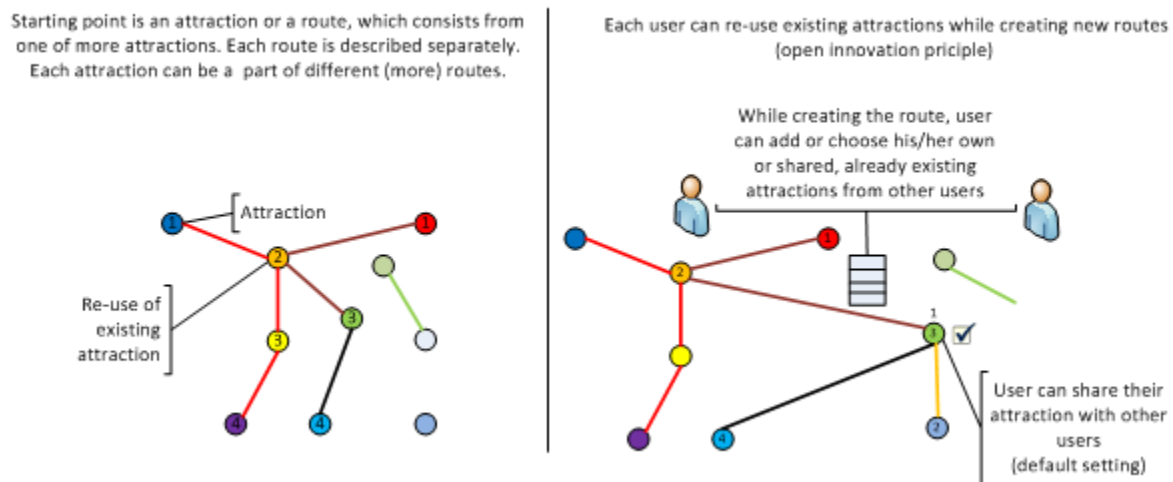 Starting point is an attraction or a route, which consists from
one of more attractions. Each route is described separately.
Each attraction can be a part of different (more) routes.
1
Attraction
1
2
Re-use of
existing
attraction
3
3
4
4
Each user can re-use existing attractions while creating new routes
(open innovation priciple)
While creating the route, user
can add or choose his/her own
or shared, already existing
attractions from other users
1
2
1
3
4
2
User can share their
attraction with other
users
(default setting)